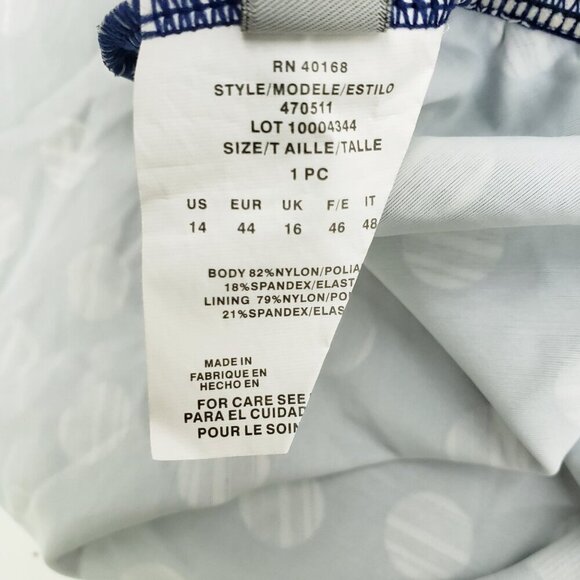 RN 40168
STYLE/MODELE/ESTILO
470511
LOT 10004344
SIZE/T AILLE/TALLE
1 PC
US EUR UK F/E IT
14 44 16 46 48
BODY 82%NYLON/POLIA
18%SPANDEX/ELAST
LINING 79%NYLON/PO
21%SPANDEX/ELAS
MADE IN
FABRIQUE EN
HECHO EN
FOR CARE SEE
PARA EL CUIDAD
POUR LE SOIN